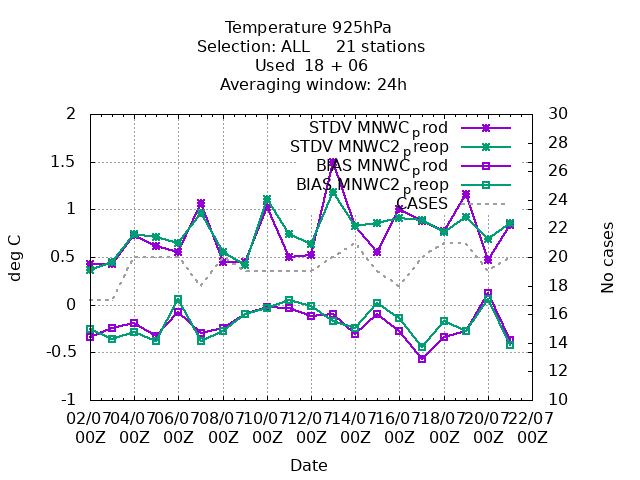 Temperature 925hPa
Selection: ALL 21 stations
Used 18 + 06
Averaging window: 24h
2
1.5
1
0.5
0
-0.5
-1
deg C
30
28
26
24
22
20
18
16
14
12
10
No cases
STDV MNWC_prod
STDV MNWC2_preop
BIAS MNWC_prod
BIAS MNWC2_preop
CASES
02/07 04/07 06/07 08/07 10/07 12/07 14/07 16/07 18/07 20/07 22/07
00Z 00Z 00Z 00Z 00Z 00Z 00Z 00Z 00Z 00Z 00Z
Date